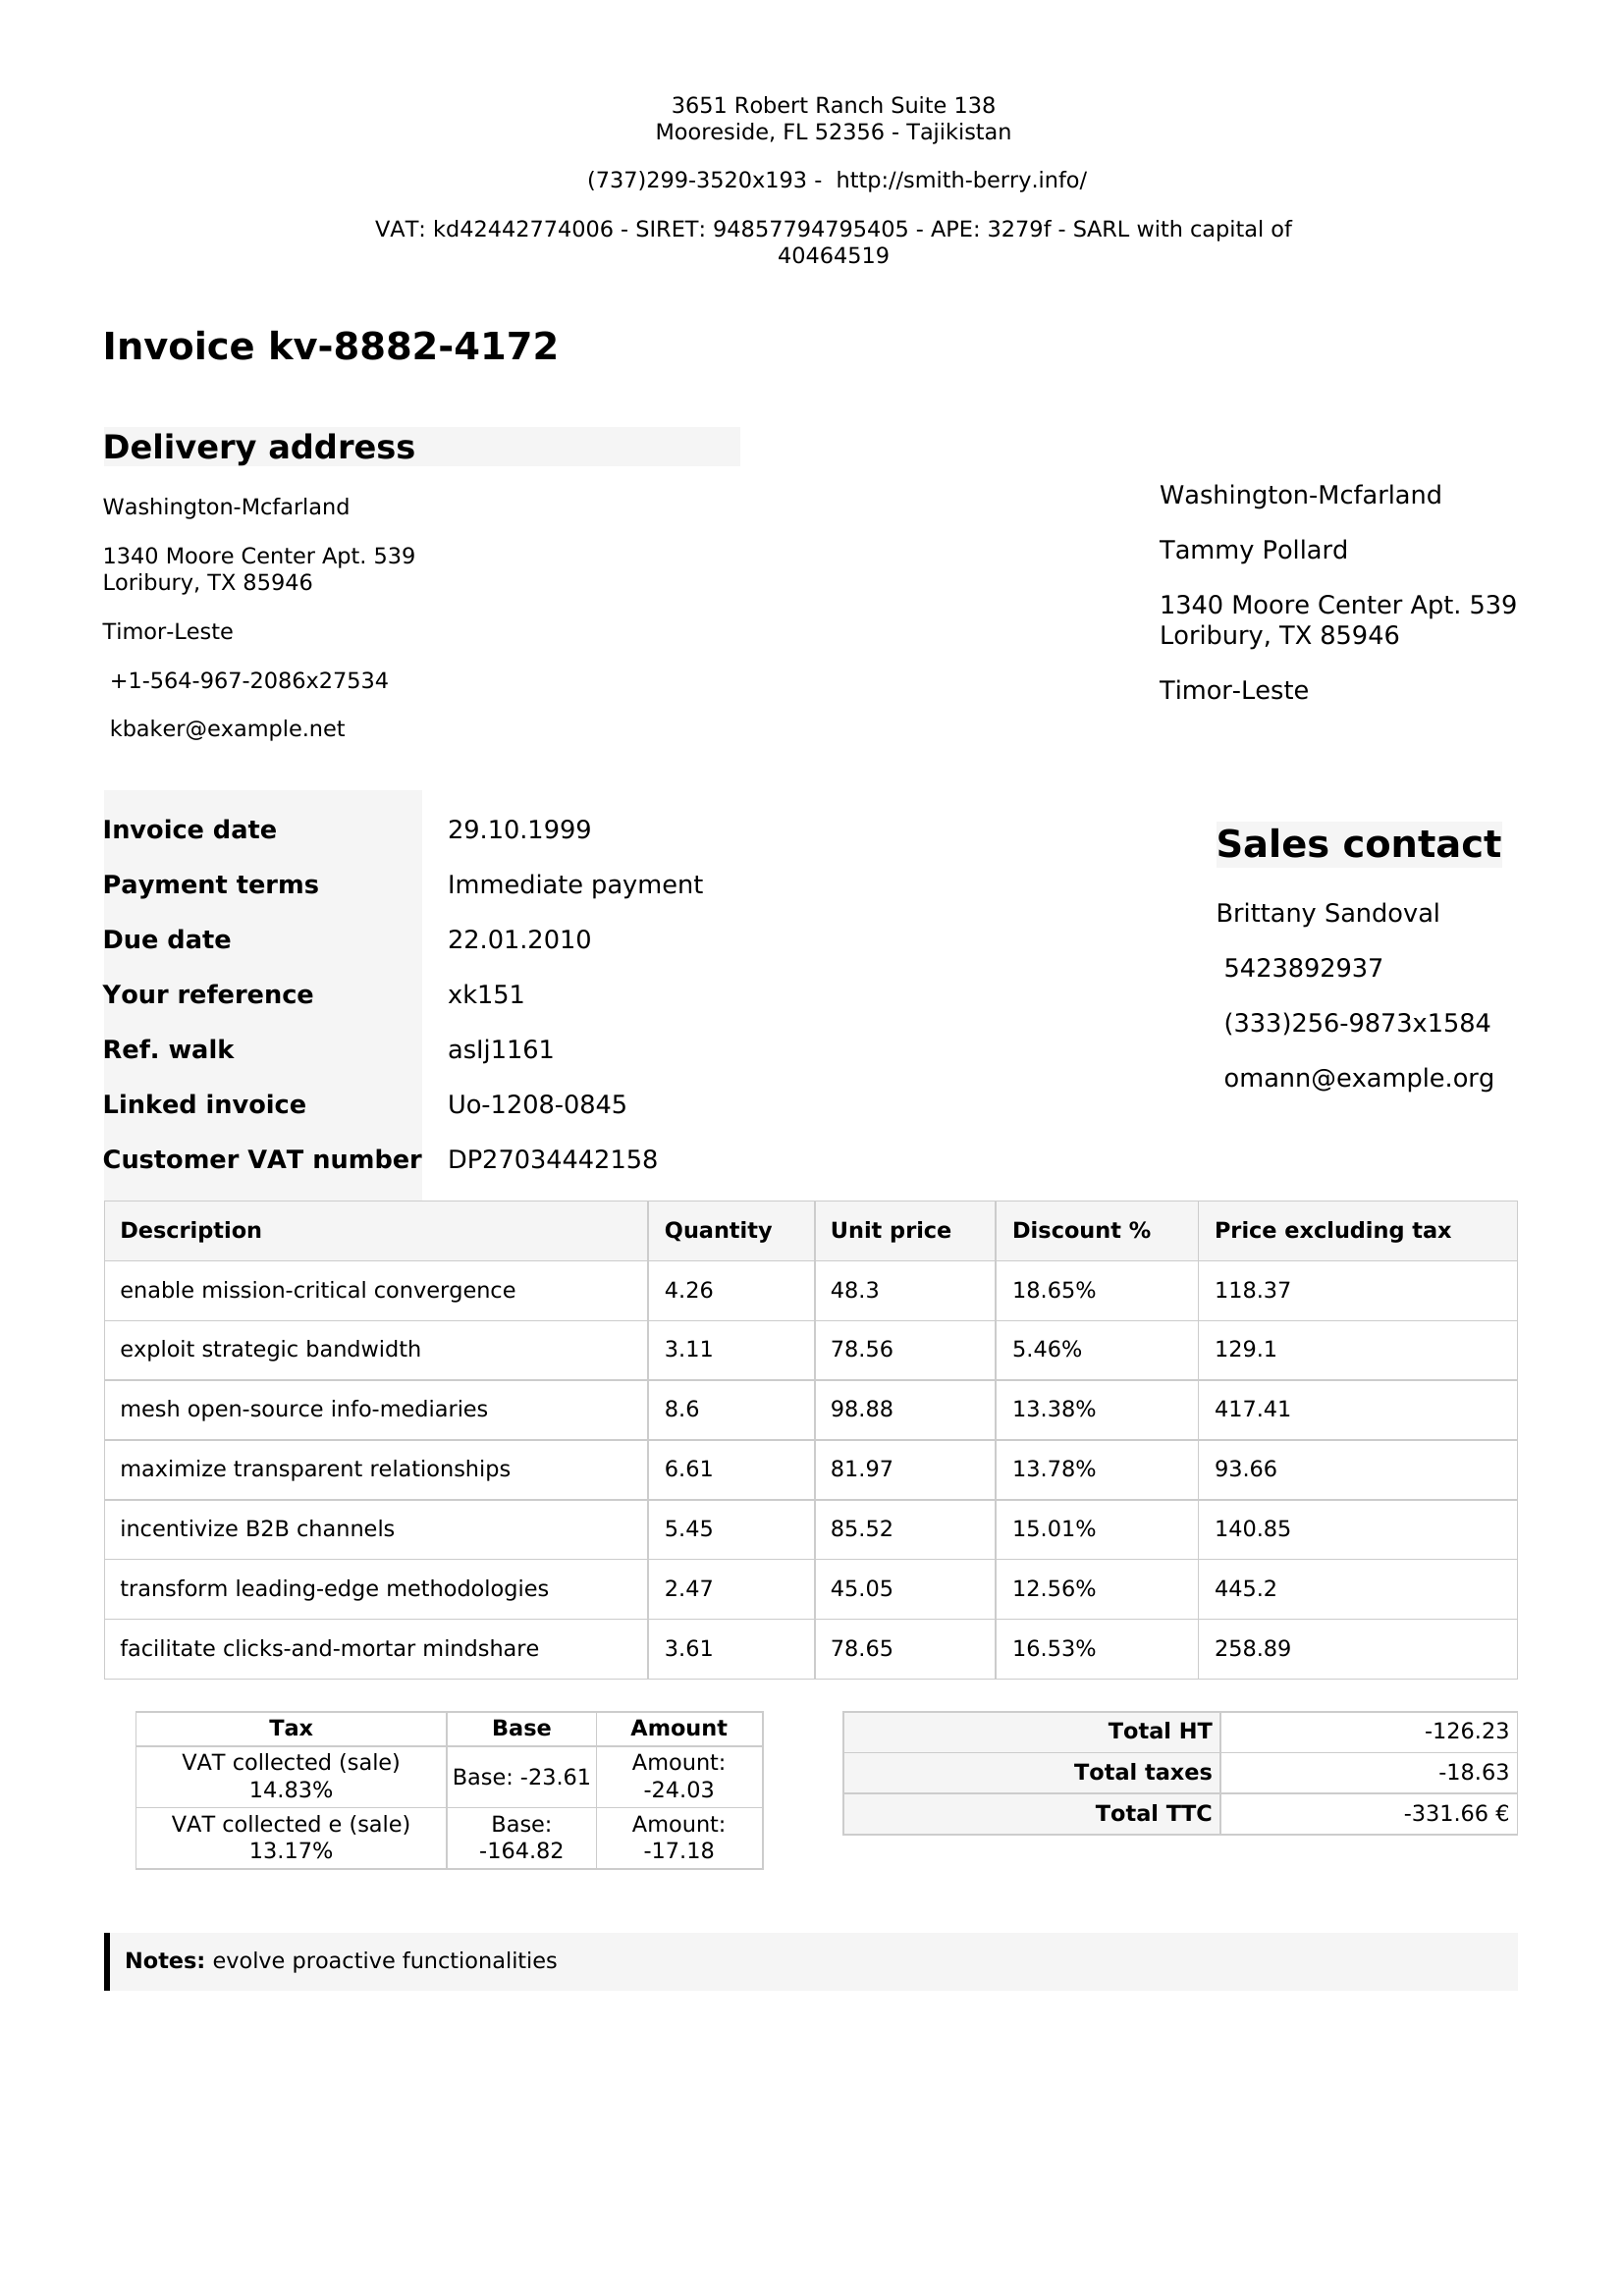 3651 Robert Ranch Suite 138
Mooreside, FL 52356 - Tajikistan
(737)299-3520x193 - http://smith-berry.info/
VAT: kd42442774006 - SIRET: 94857794795405 - APE: 3279f - SARL with capital of
40464519
Invoice kv-8882-4172
Delivery address
Washington-Mcfarland
1340 Moore Center Apt. 539
Loribury, TX 85946
Timor-Leste
+1-564-967-2086x27534
kbaker@example.net
Washington-Mcfarland
Tammy Pollard
1340 Moore Center Apt. 539
Loribury, TX 85946
Timor-Leste
Invoice date 29.10.1999
Payment terms Immediate payment
Due date 22.01.2010
Your reference xk151
Ref. walk aslj1161
Linked invoice Uo-1208-0845
Customer VAT number DP27034442158
Sales contact
Brittany Sandoval
5423892937
(333)256-9873x1584
omann@example.org
Description Quantity Unit price Discount % Price excluding tax
enable mission-critical convergence 4.26 48.3 18.65% 118.37
exploit strategic bandwidth 3.11 78.56 5.46% 129.1
mesh open-source info-mediaries 8.6 98.88 13.38% 417.41
maximize transparent relationships 6.61 81.97 13.78% 93.66
incentivize B2B channels 5.45 85.52 15.01% 140.85
transform leading-edge methodologies 2.47 45.05 12.56% 445.2
facilitate clicks-and-mortar mindshare 3.61 78.65 16.53% 258.89
Tax Base Amount
VAT collected (sale) 14.83% Base: -23.61 Amount: -24.03
VAT collected e (sale) 13.17% Base: -164.82 Amount: -17.18
Total HT -126.23
Total taxes -18.63
Total TTC -331.66 €
Notes: evolve proactive functionalities